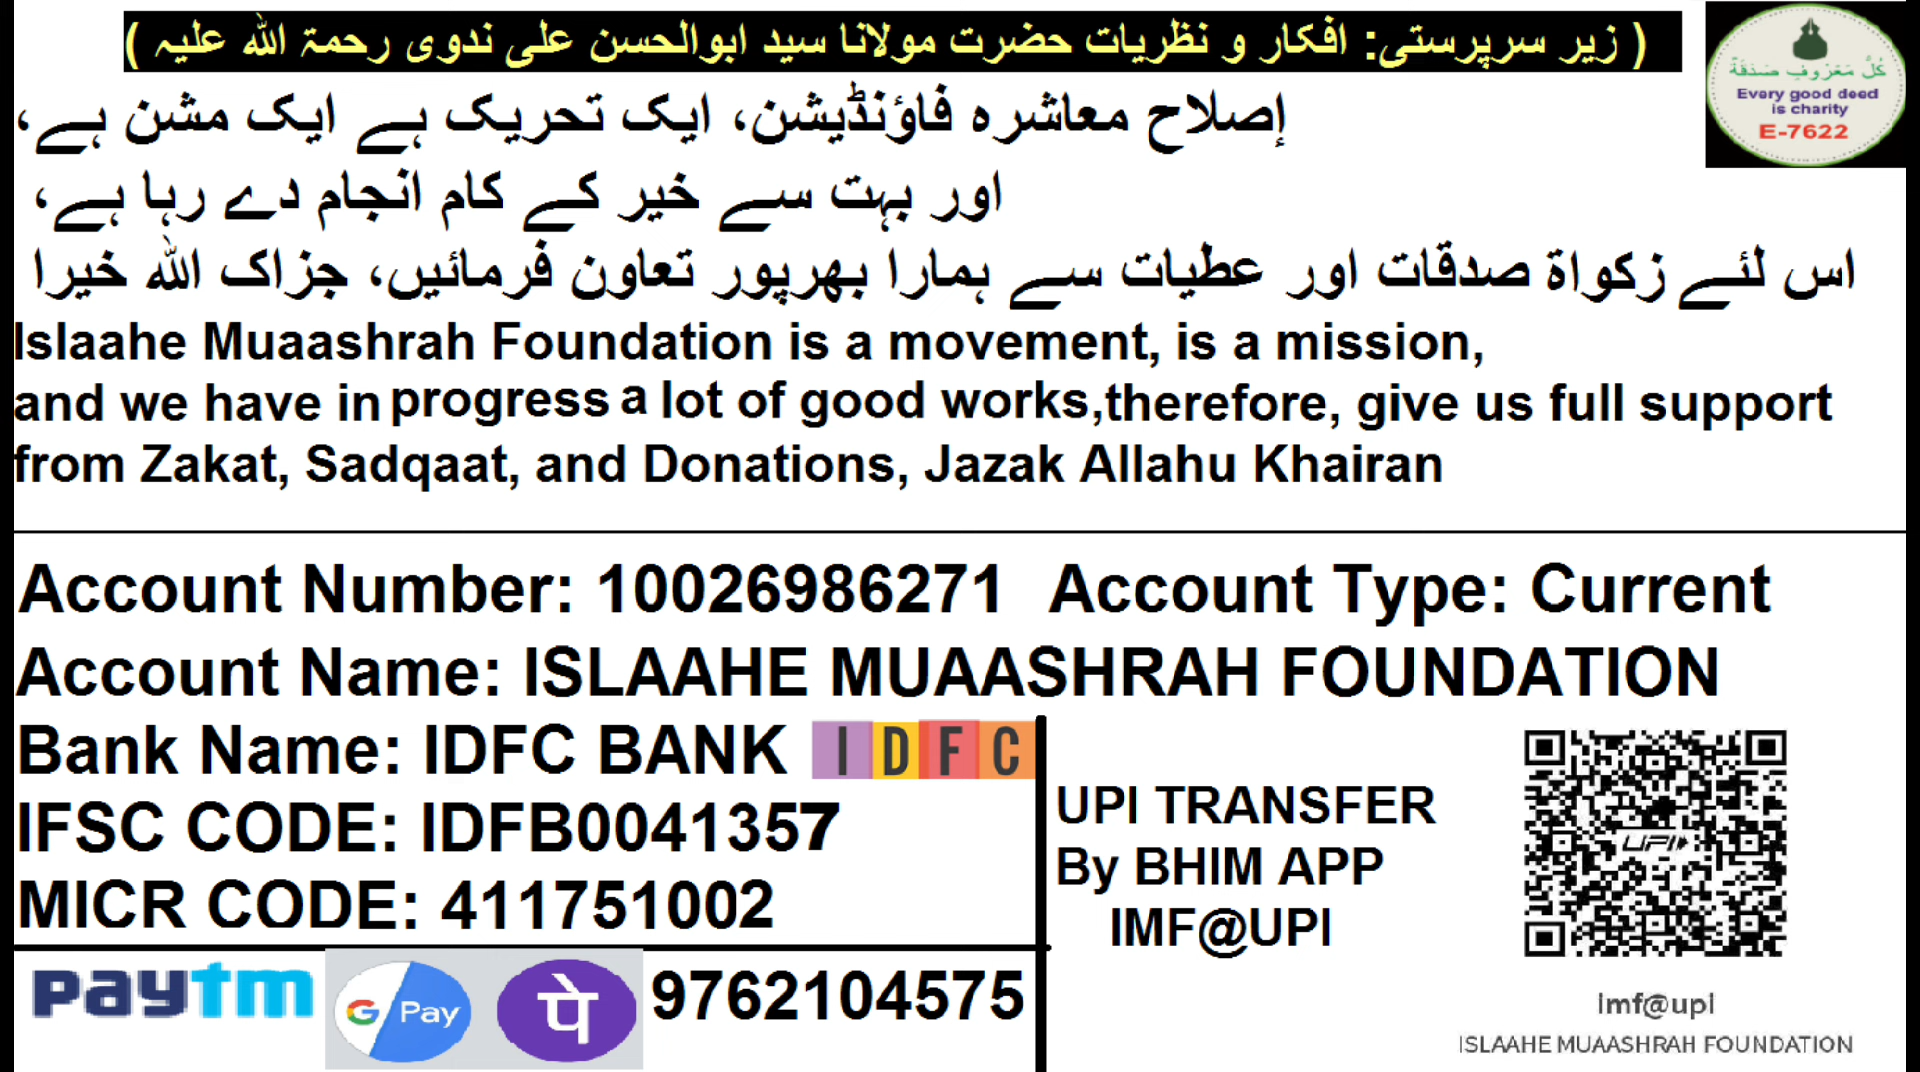 ( زیر سرپرستی: افکار و نظریات حضرت مولانا سید ابوالحسن علی ندوی رحمۃ اللہ علیہ )
كُلُّ مَعْرُوفٍ صَدَقَةٌ
Every good deed
is charity
E-7622
إصلاح معاشرہ فاؤنڈیشن، ایک تحریک ہے ایک مشن ہے،
اور بہت سے خیر کے کام انجام دے رہا ہے،
اس لئے زکواۃ صدقات اور عطیات سے ہمارا بھرپور تعاون فرمائیں، جزاک اللہ خیرا
Islaahe Muaashrah Foundation is a movement, is a mission,
and we have in progress a lot of good works,therefore, give us full support
from Zakat, Sadqaat, and Donations, Jazak Allahu Khairan
Account Number: 10026986271 Account Type: Current
Account Name: ISLAAHE MUAASHRAH FOUNDATION
Bank Name: IDFC BANK IDFC
IFSC CODE: IDFB0041357
MICR CODE: 411751002
paytm G Pay पे 9762104575
UPI TRANSFER
By BHIM APP
IMF@UPI
UPI
imf@upi
ISLAAHE MUAASHRAH FOUNDATION